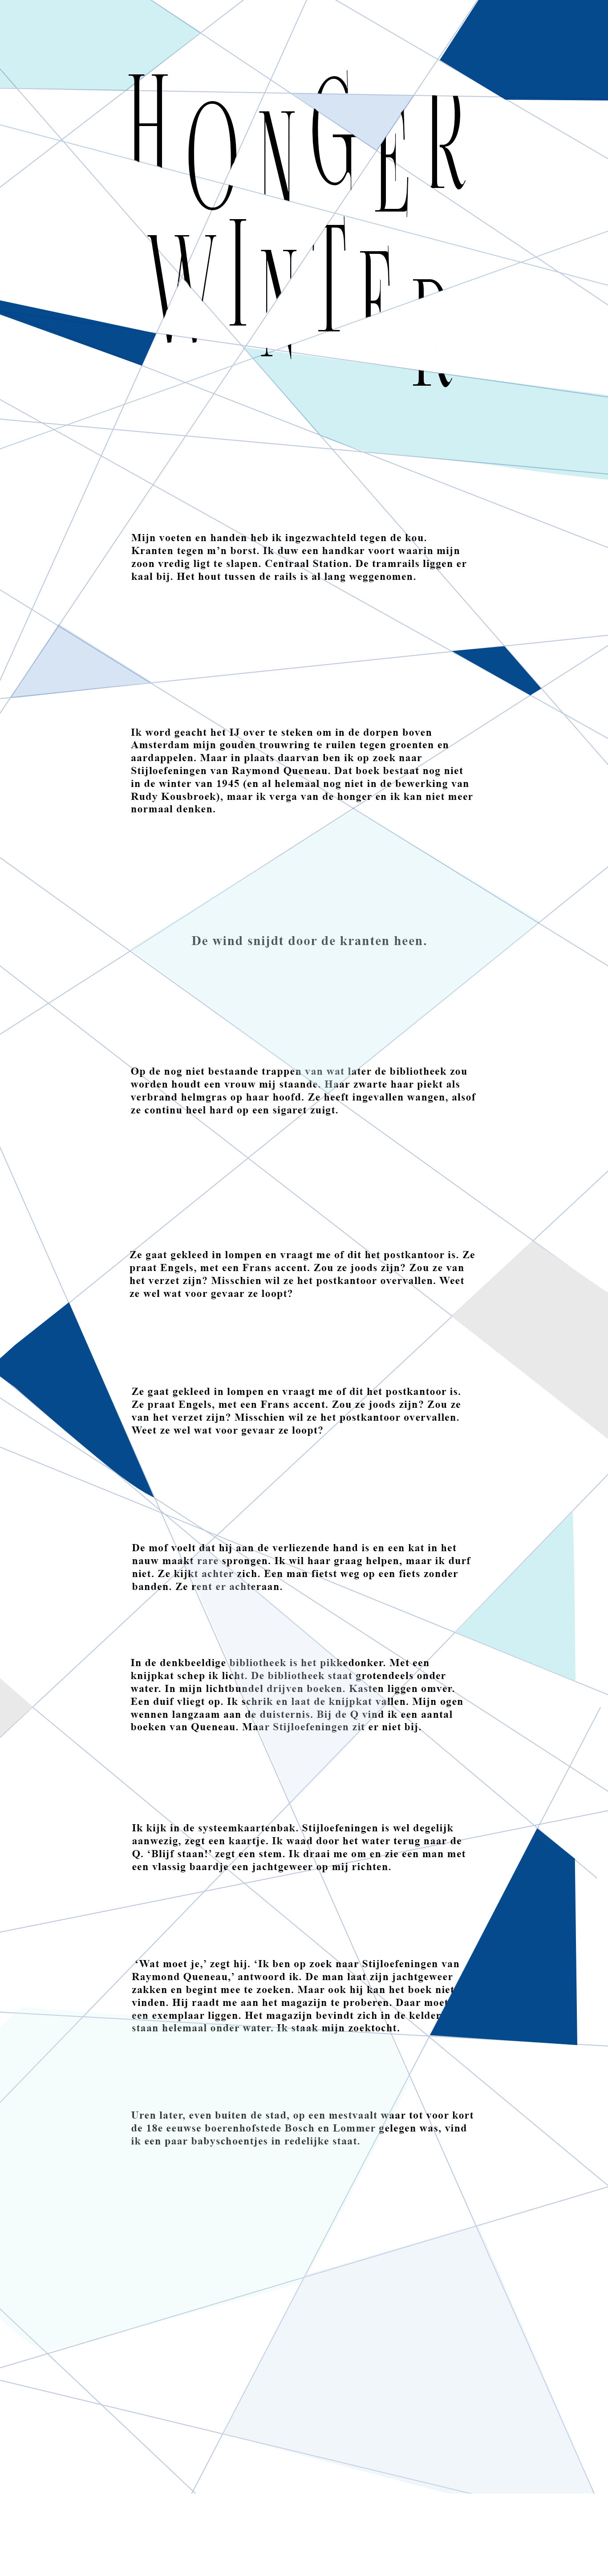 HONGER
WINTER
Mijn voeten en handen heb ik ingezwachteld tegen de kou.
Kranten tegen m’n borst. Ik duw een handkar voort waarin mijn
zoon vredig ligt te slapen. Centraal Station. De tramrails liggen er
kaal bij. Het hout tussen de rails is al lang weggenomen.
Ik word geacht het IJ over te steken om in de dorpen boven
Amsterdam mijn gouden trouwring te ruilen tegen groenten en
aardappelen. Maar in plaats daarvan ben ik op zoek naar
Stijloefeningen van Raymond Queneau. Dat boek bestaat nog niet
in de winter van 1945 (en al helemaal nog niet in de bewerking van
Rudy Kousbroek), maar ik verga van de honger en ik kan niet meer
normaal denken.
De wind snijdt door de kranten heen.
Op de nog niet bestaande trappen van wat later de bibliotheek zou
worden houdt een vrouw mij staande. Haar zwarte haar piekt als
verbrand helmgras op haar hoofd. Ze heeft ingevallen wangen, alsof
ze continu heel hard op een sigaret zuigt.
Ze gaat gekleed in lompen en vraagt me of dit het postkantoor is. Ze
praat Engels, met een Frans accent. Zou ze joods zijn? Zou ze van
het verzet zijn? Misschien wil ze het postkantoor overvallen. Weet
ze wel wat voor gevaar ze loopt?
Ze gaat gekleed in lompen en vraagt me of dit het postkantoor is.
Ze praat Engels, met een Frans accent. Zou ze joods zijn? Zou ze
van het verzet zijn? Misschien wil ze het postkantoor overvallen.
Weet ze wel wat voor gevaar ze loopt?
De mof voelt dat hij aan de verliezende hand is en een kat in het
nauw maakt rare sprongen. Ik wil haar graag helpen, maar ik durf
niet. Ze kijkt achter zich. Een man fietst weg op een fiets zonder
banden. Ze rent er achteraan.
In de denkbeeldige bibliotheek is het pikkedonker. Met een
knijpkat schep ik licht. De bibliotheek staat grotendeels onder
water. In mijn lichtbundel drijven boeken. Kasten liggen omver.
Een duif vliegt op. Ik schrik en laat de knijpkat vallen. Mijn ogen
wennen langzaam aan de duisternis. Bij de Q vind ik een aantal
boeken van Queneau. Maar Stijloefeningen zit er niet bij.
Ik kijk in de systeemkaartenbak. Stijloefeningen is wel degelijk
aanwezig, zegt een kaartje. Ik waad door het water terug naar de
Q. ‘Blijf staan!’ zegt een stem. Ik draai me om en zie een man met
een vlassig baardje een jachtgeweer op mij richten.
‘Wat moet je,’ zegt hij. ‘Ik ben op zoek naar Stijloefeningen van
Raymond Queneau,’ antwoord ik. De man laat zijn jachtgeweer
zakken en begint mee te zoeken. Maar ook hij kan het boek niet
vinden. Hij raadt me aan het magazijn te proberen. Daar moet
een exemplaar liggen. Het magazijn bevindt zich in de kelder
staan helemaal onder water. Ik staak mijn zoektocht.
Uren later, even buiten de stad, op een mestvaalt waar tot voor kort
de 18e eeuwse boerenhofstede Bosch en Lommer gelegen was, vind
ik een paar babyschoentjes in redelijke staat.